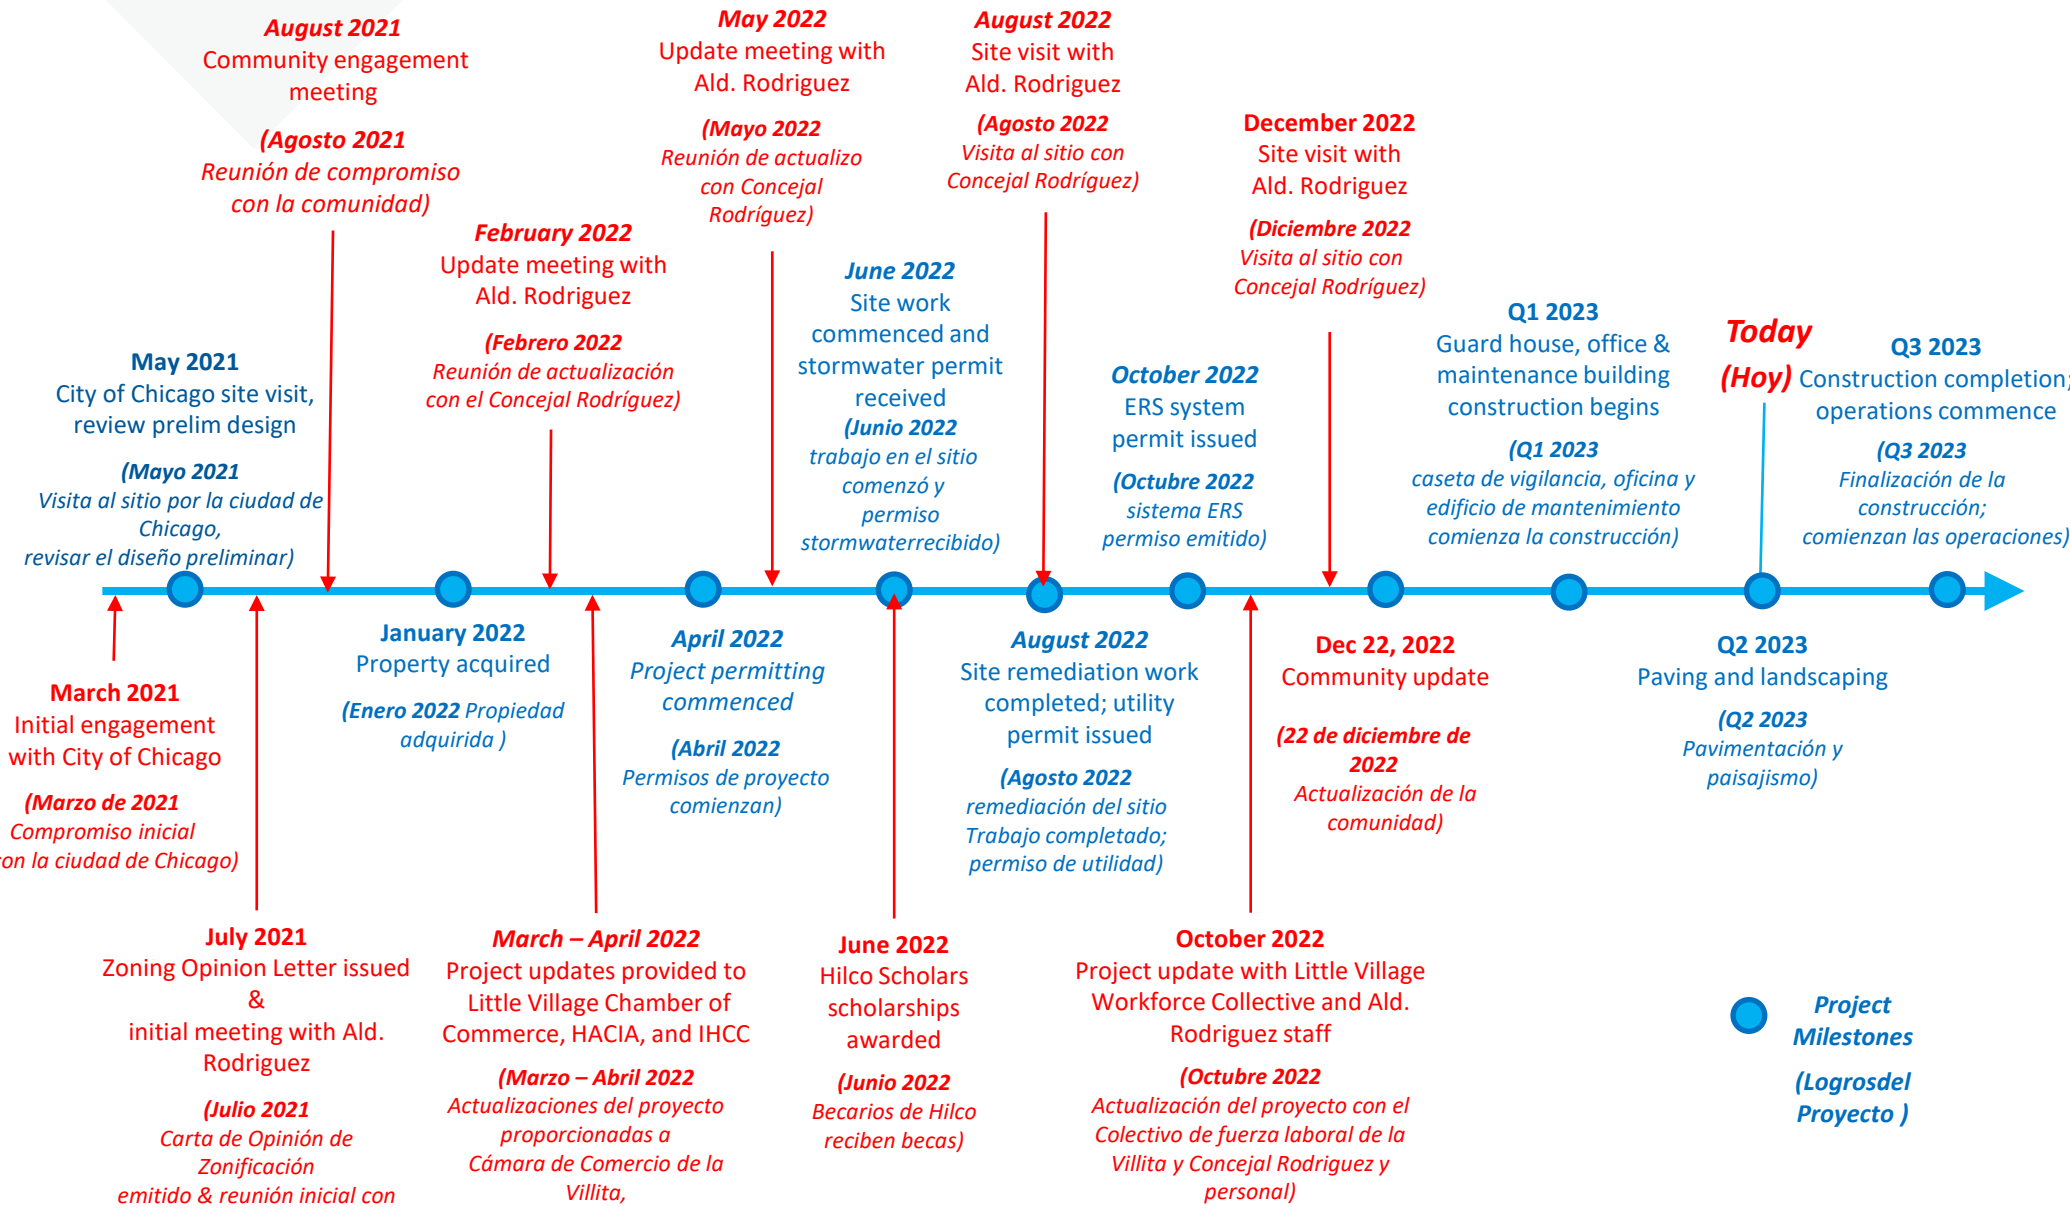 August 2021
Community engagement
meeting
(Agosto 2021
Reunión de compromiso
con la comunidad)
May 2022
Update meeting with
Ald. Rodriguez
(Mayo 2022
Reunión de actualizo
con Concejal
Rodríguez)
August 2022
Site visit with
Ald. Rodriguez
(Agosto 2022
Visita al sitio con
Concejal Rodríguez)
December 2022
Site visit with
Ald. Rodriguez
(Diciembre 2022
Visita al sitio con
Concejal Rodríguez)
February 2022
Update meeting with
Ald. Rodriguez
(Febrero 2022
Reunión de actualización
con el Concejal Rodríguez)
May 2021
City of Chicago site visit,
review prelim design
(Mayo 2021
Visita al sitio por la ciudad de
Chicago,
revisar el diseño preliminar)
June 2022
Site work
commenced and
stormwater permit
received
(Junio 2022
trabajo en el sitio
comenzó y
permiso
stormwaterrecibido)
October 2022
ERS system
permit issued
(Octubre 2022
sistema ERS
permiso emitido)
Q1 2023
Guard house, office &
maintenance building
construction begins
(Q1 2023
caseta de vigilancia, oficina y
edificio de mantenimiento
comienza la construcción)
Today
(Hoy)
Q3 2023
Construction completion;
operations commence
(Q3 2023
Finalización de la
construcción;
comienzan las operaciones)
March 2021
Initial engagement
with City of Chicago
(Marzo de 2021
Compromiso inicial
con la ciudad de Chicago)
January 2022
Property acquired
(Enero 2022 Propiedad
adquirida )
April 2022
Project permitting
commenced
(Abril 2022
Permisos de proyecto
comienzan)
August 2022
Site remediation work
completed; utility
permit issued
(Agosto 2022
remediación del sitio
Trabajo completado;
permiso de utilidad)
Dec 22, 2022
Community update
(22 de diciembre de
2022
Actualización de la
comunidad)
Q2 2023
Paving and landscaping
(Q2 2023
Pavimentación y
paisajismo)
July 2021
Zoning Opinion Letter issued
&
initial meeting with Ald.
Rodriguez
(Julio 2021
Carta de Opinión de
Zonificación
emitido & reunión inicial con
March – April 2022
Project updates provided to
Little Village Chamber of
Commerce, HACIA, and IHCC
(Marzo – Abril 2022
Actualizaciones del proyecto
proporcionadas a
Cámara de Comercio de la
Villita,
June 2022
Hilco Scholars
scholarships
awarded
(Junio 2022
Becarios de Hilco
reciben becas)
October 2022
Project update with Little Village
Workforce Collective and Ald.
Rodriguez staff
(Octubre 2022
Actualización del proyecto con el
Colectivo de fuerza laboral de la
Villita y Concejal Rodriguez y
personal)
Project
Milestones
(Logrosdel
Proyecto )